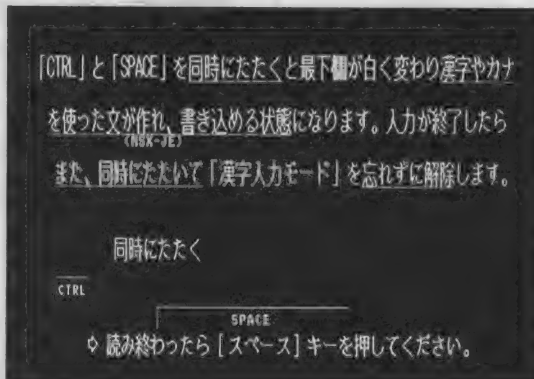 「CTRL」と「SPACE」を同時にたたくと最下欄が白く変わり漢字やカナ
を使った文が作れ、書き込める状態になります。入力が終了したら
(MSX-JE)
また、同時にたたいて「漢字入力モード」を忘れずに解除します。
同時にたたく
CTRL
SPACE
◇ 読み終わったら[スペース]キーを押してください。